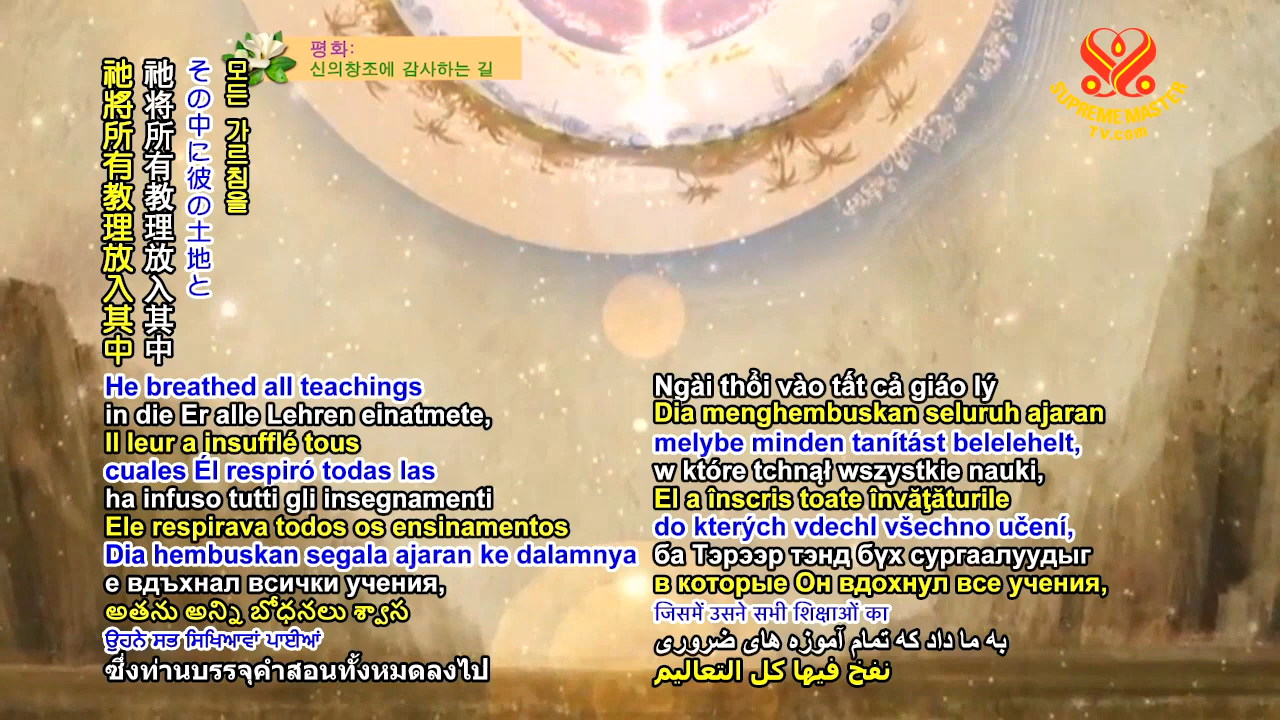 평화:
신의창조에 감사하는 길
SUPREME MASTER
TV.com
모든 가르침을
その中に彼の土地と
祂将所有教理放入其中
祂將所有教理放入其中
He breathed all teachings
in die Er alle Lehren einatmete,
Il leur a insufflé tous
cuales Él respiró todas las
ha infuso tutti gli insegnamenti
Ele respirava todos os ensinamentos
Dia hembuskan segala ajaran ke dalamnya
е вдъхнал всички учения,
అతను అన్ని బోధనలు శ్వాస
ਉਹਨੇ ਸਭ ਸਿਖਿਆਵਾਂ ਪਾਈਆਂ
ซึ่งท่านบรรจุคำสอนทั้งหมดลงไป
Ngài thổi vào tất cả giáo lý
Dia menghembuskan seluruh ajaran
melybe minden tanítást belelehelt,
w które tchnął wszystkie nauki,
El a înscris toate învăţăturile
do kterých vdechl všechno učení,
ба Тэрээр тэнд бүх сургаалуудыг
в которые Он вдохнул все учения,
जिसमें उसने सभी शिक्षाओं का
به ما داد که تمام آموزه های ضروری
نفخ فيها كل التعاليم